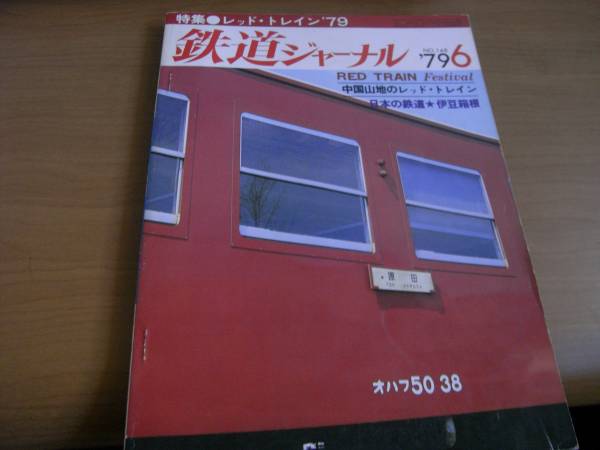 特集●レッド・トレイン'79
鉄道ジャーナル
NO.148
'79 6
RED TRAIN Festival
中国山地のレッド・トレイン
日本の鉄道★伊豆箱根
原田
オハフ50 38